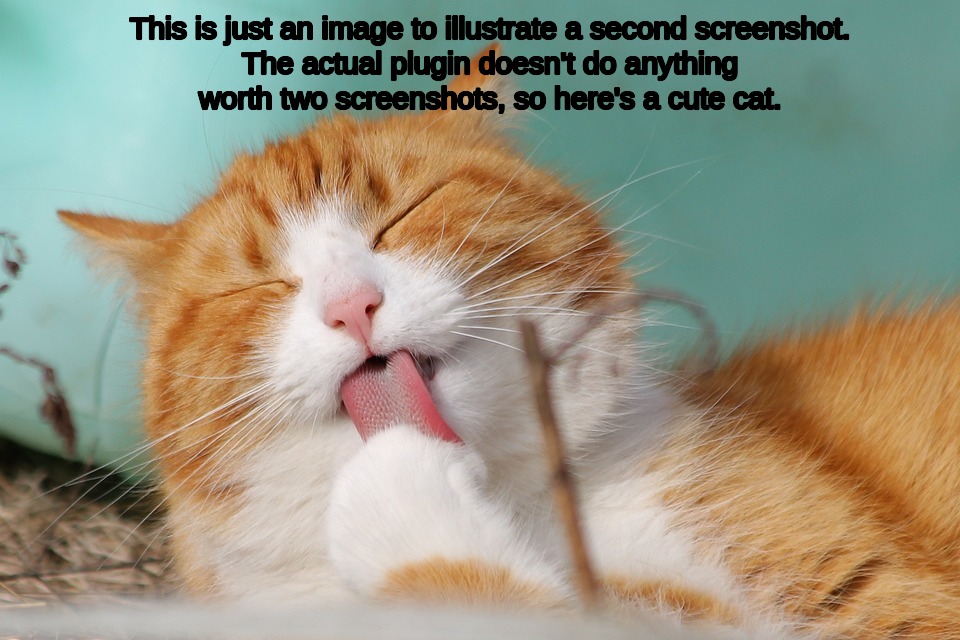 This is just an image to illustrate a second screenshot.
The actual plugin doesn't do anything
worth two screenshots, so here's a cute cat.